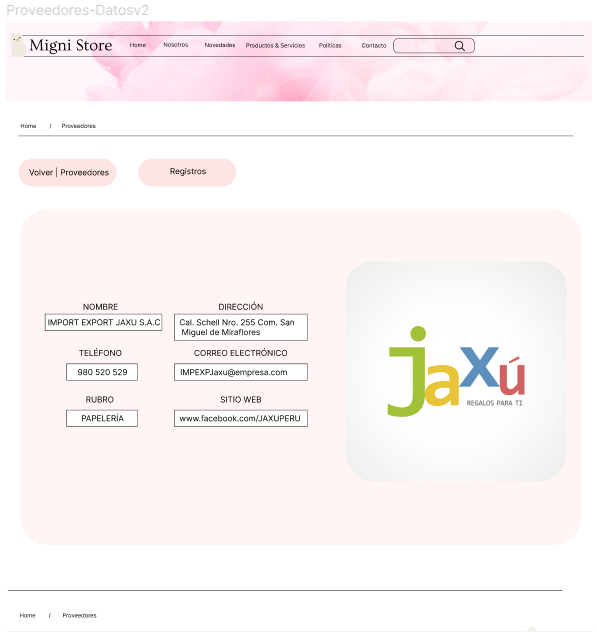 Proveedores-Datosv2
Migni Store
Home Nosotros Novedades Productos & Servicios Políticas Contacto
Home / Proveedores
Volver | Proveedores
Registros
NOMBRE
IMPORT EXPORT JAXU S.A.C
DIRECCIÓN
Cal. Schell Nro. 255 Com. San
Miguel de Miraflores
TELÉFONO
980 520 529
CORREO ELECTRÓNICO
IMPEXPJaxu@empresa.com
RUBRO
PAPELERÍA
SITIO WEB
www.facebook.com/JAXUPERU
jaxú
REGALOS PARA TI
Home / Proveedores